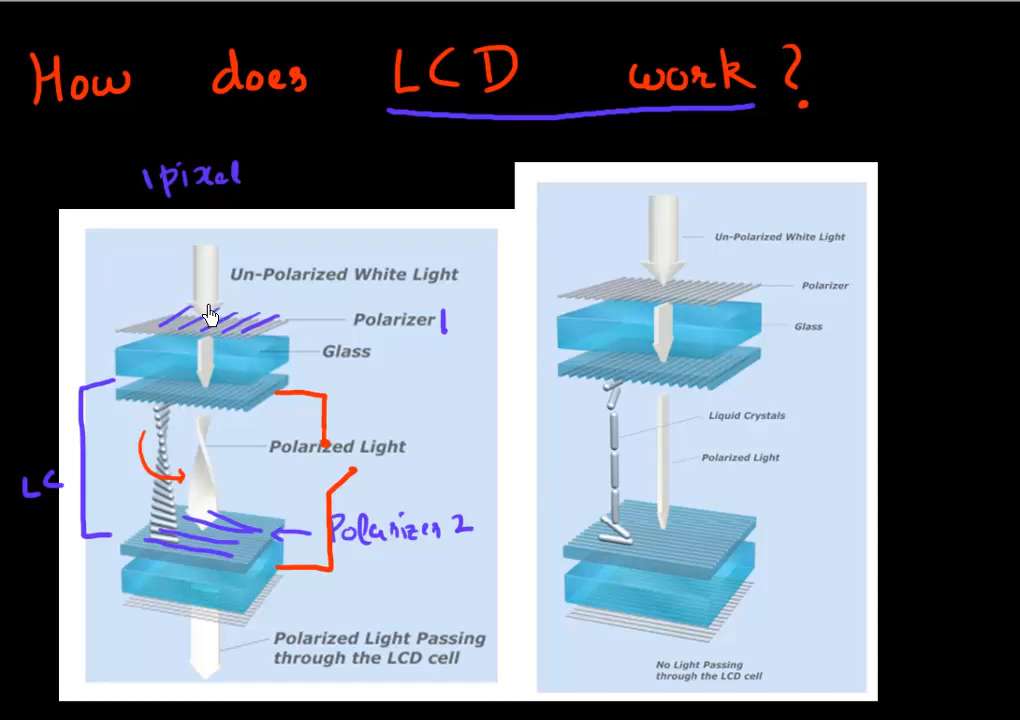 How does LCD work?
1 pixel
Un-Polarized White Light
Polarizer 1
Glass
Polarized Light
LC
Polarizer 2
Polarized Light Passing
through the LCD cell
Un-Polarized White Light
Polarizer
Glass
Liquid Crystals
Polarized Light
No Light Passing
through the LCD cell